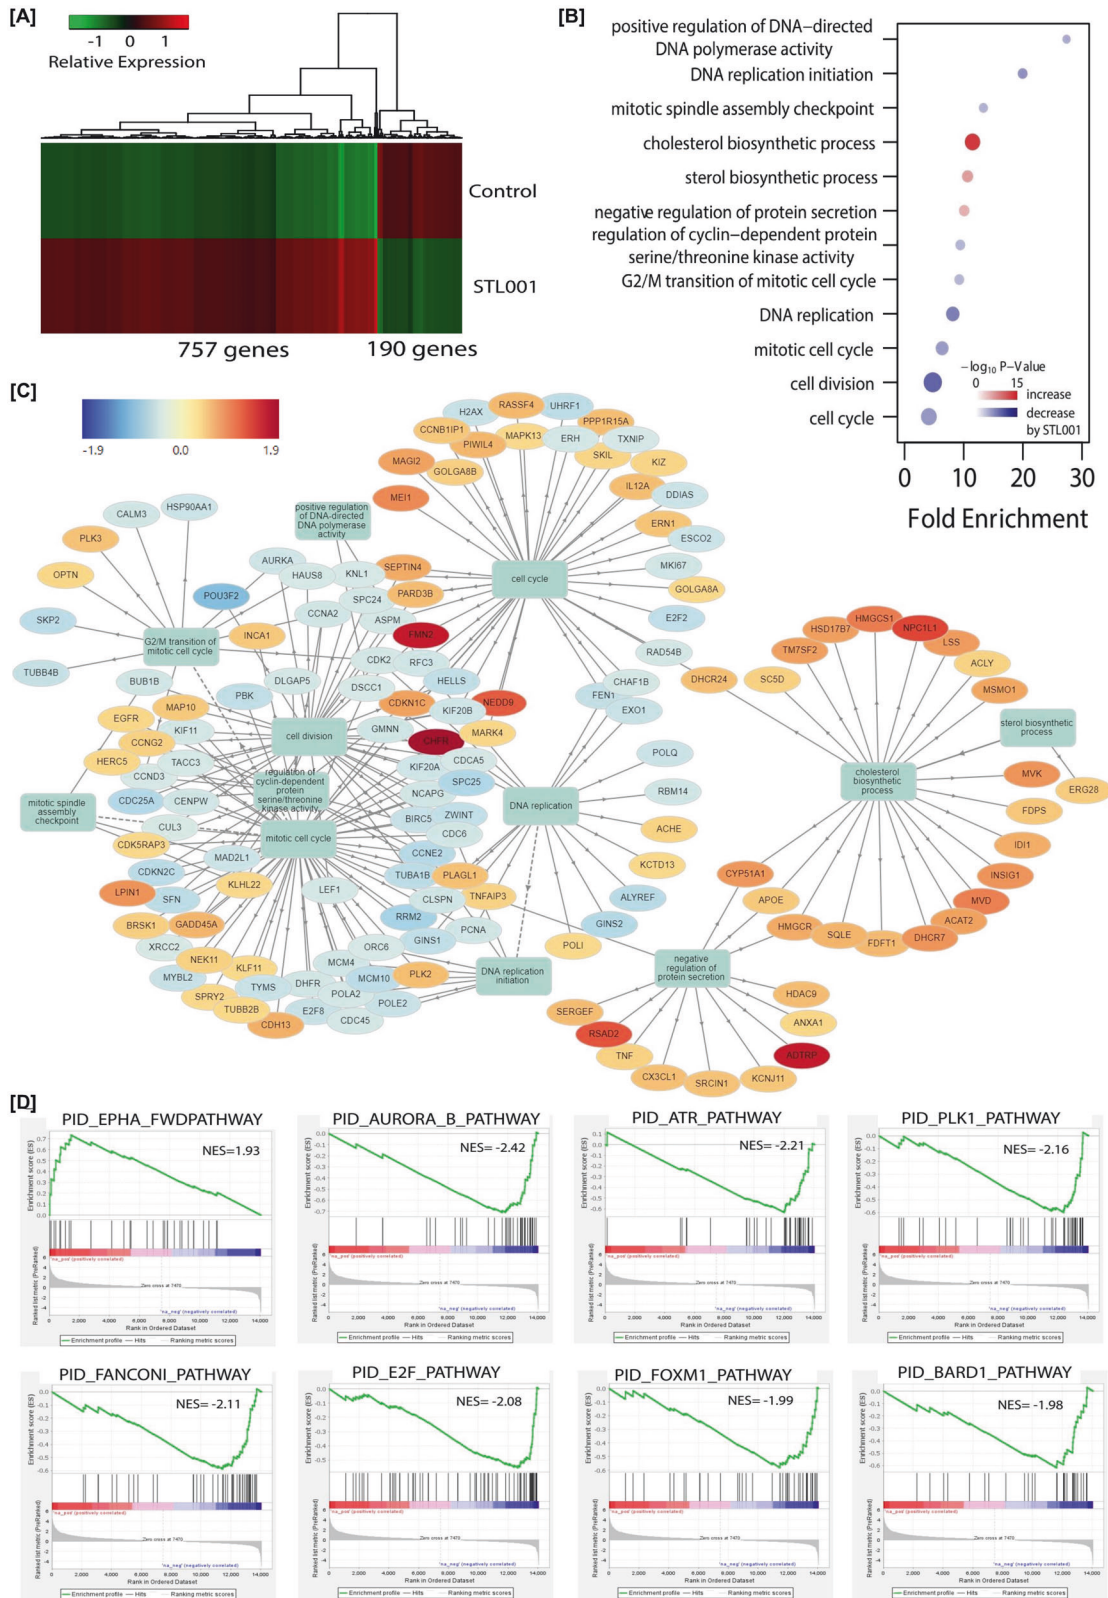 [A]
-1 0 1
Relative Expression
Control
STL001
757 genes
190 genes
[B]
positive regulation of DNA−directed
DNA polymerase activity
DNA replication initiation
mitotic spindle assembly checkpoint
cholesterol biosynthetic process
sterol biosynthetic process
negative regulation of protein secretion
regulation of cyclin−dependent protein
serine/threonine kinase activity
G2/M transition of mitotic cell cycle
DNA replication
mitotic cell cycle
cell division
cell cycle
−log10 P−Value
0 15
increase
decrease
by STL001
0 10 20 30
Fold Enrichment
[C]
-1.9 0.0 1.9
H2AX
RASSF4
UHRF1
CCNB1IP1
PIWIL4
MAPK13
ERH
PPP1R15A
TXNIP
SKIL
MAGI2
GOLGA8B
KIZ
MEI1
IL12A
DDIAS
ERN1
ESCO2
MKI67
GOLGA8A
E2F2
RAD54B
cell cycle
CALM3
HSP90AA1
PLK3
OPTN
POU3F2
SKP2
TUBB4B
G2/M transition of
mitotic cell cycle
positive regulation
of DNA-directed
DNA polymerase
activity
AURKA
HAUS8
KNL1
SEPTIN4
CCNA2
SPC24
PARD3B
ASPM
INCA1
FMN2
CDK2
RFC3
BUB1B
DLGAP5
DSCC1
HELLS
PBK
CDKN1C
KIF20B
NEDD9
MAP10
EGFR
KIF11
GMNN
MARK4
cell division
CHFR
CCNG2
HERC5
TACC3
CCND3
CDCA5
KIF20A
SPC25
regulation of
cyclin-dependent
protein
serine/threonine
kinase activity
NCAPG
CDC25A
CENPW
mitotic spindle
assembly
checkpoint
CUL3
mitotic cell cycle
BIRC5
ZWINT
CDC6
CDK5RAP3
MAD2L1
CCNE2
CDKN2C
TUBA1B
PLAGL1
LPIN1
SFN
KLHL22
LEF1
CLSPN
TNFAIP3
BRSK1
GADD45A
RRM2
PCNA
XRCC2
GINS1
ORC6
NEK11
KLF11
MCM4
MYBL2
TYMS
DHFR
MCM10
PLK2
SPRY2
POLA2
TUBB2B
E2F8
POLE2
CDH13
CDC45
CHAF1B
FEN1
EXO1
POLQ
RBM14
DNA replication
ACHE
KCTD13
ALYREF
GINS2
POLI
DNA replication
initiation
DHCR24
SC5D
TM7SF2
HSD17B7
HMGCS1
NPC1L1
LSS
ACLY
MSMO1
sterol biosynthetic
process
cholesterol
biosynthetic
process
MVK
ERG28
FDPS
IDI1
INSIG1
MVD
ACAT2
DHCR7
FDFT1
SQLE
HMGCR
APOE
CYP51A1
negative
regulation of
protein secretion
HDAC9
SERGEF
ANXA1
RSAD2
ADTRP
TNF
KCNJ11
CX3CL1
SRCIN1
[D]
PID_EPHA_FWDPATHWAY
NES=1.93
PID_AURORA_B_PATHWAY
NES= -2.42
PID_ATR_PATHWAY
NES= -2.21
PID_PLK1_PATHWAY
NES= -2.16
PID_FANCONI_PATHWAY
NES= -2.11
PID_E2F_PATHWAY
NES= -2.08
PID_FOXM1_PATHWAY
NES= -1.99
PID_BARD1_PATHWAY
NES= -1.98